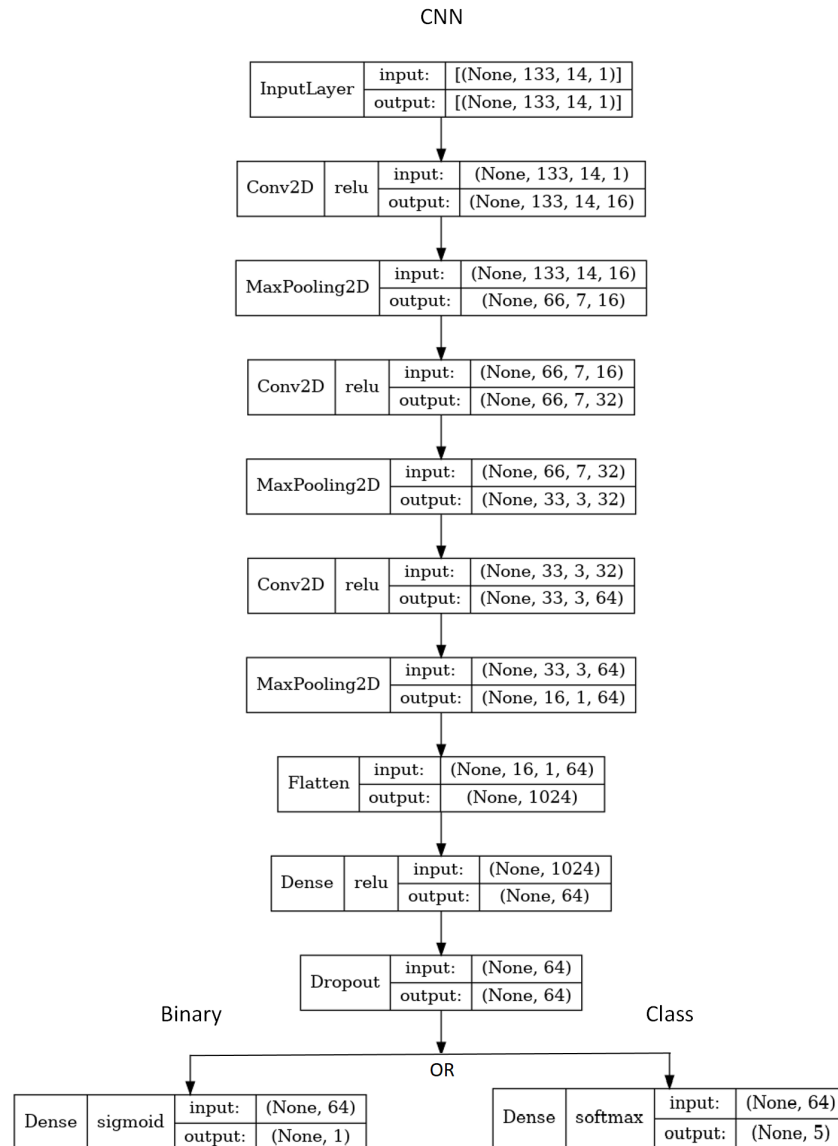 CNN
InputLayer input: [(None, 133, 14, 1)]
output: [(None, 133, 14, 1)]
Conv2D relu input: (None, 133, 14, 1)
output: (None, 133, 14, 16)
MaxPooling2D input: (None, 133, 14, 16)
output: (None, 66, 7, 16)
Conv2D relu input: (None, 66, 7, 16)
output: (None, 66, 7, 32)
MaxPooling2D input: (None, 66, 7, 32)
output: (None, 33, 3, 32)
Conv2D relu input: (None, 33, 3, 32)
output: (None, 33, 3, 64)
MaxPooling2D input: (None, 33, 3, 64)
output: (None, 16, 1, 64)
Flatten input: (None, 16, 1, 64)
output: (None, 1024)
Dense relu input: (None, 1024)
output: (None, 64)
Dropout input: (None, 64)
output: (None, 64)
Binary
Class
OR
Dense sigmoid input: (None, 64)
output: (None, 1)
Dense softmax input: (None, 64)
output: (None, 5)